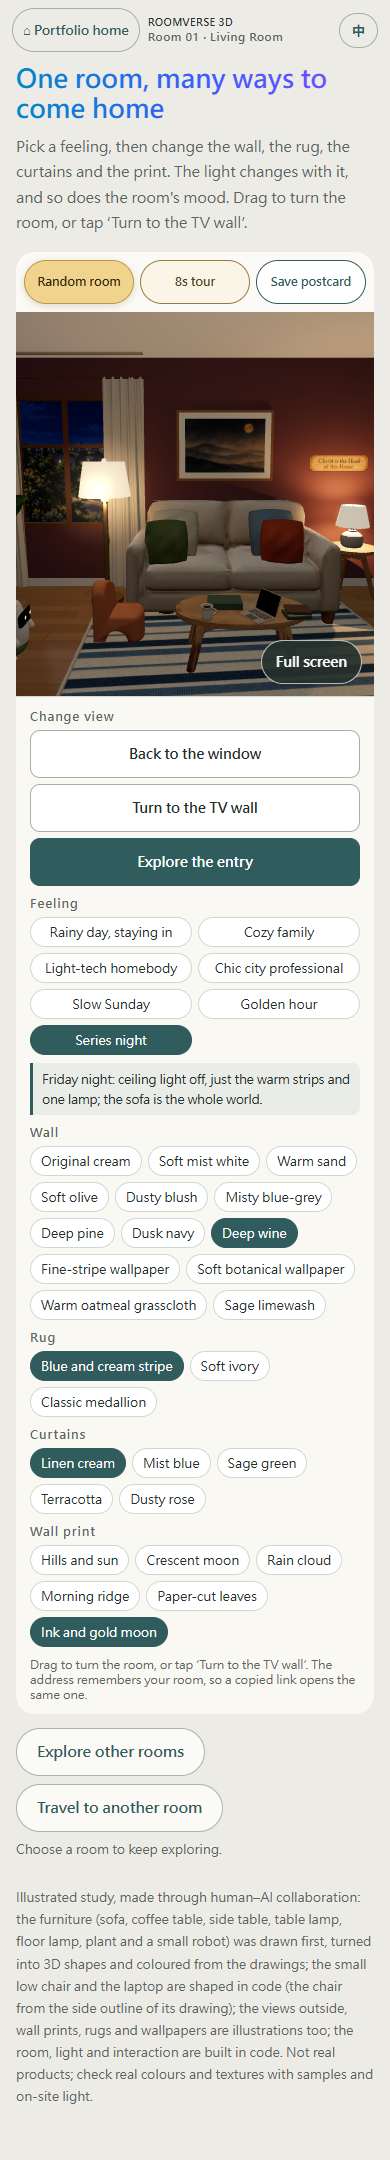 ⌂ Portfolio home
ROOMVERSE 3D
Room 01 · Living Room
中
One room, many ways to
come home
Pick a feeling, then change the wall, the rug, the
curtains and the print. The light changes with it,
and so does the room's mood. Drag to turn the
room, or tap ‘Turn to the TV wall’.
Random room
8s tour
Save postcard
Christ is the Head
of this House
Full screen
Change view
Back to the window
Turn to the TV wall
Explore the entry
Feeling
Rainy day, staying in
Cozy family
Light-tech homebody
Chic city professional
Slow Sunday
Golden hour
Series night
Friday night: ceiling light off, just the warm strips and
one lamp; the sofa is the whole world.
Wall
Original cream
Soft mist white
Warm sand
Soft olive
Dusty blush
Misty blue-grey
Deep pine
Dusk navy
Deep wine
Fine-stripe wallpaper
Soft botanical wallpaper
Warm oatmeal grasscloth
Sage limewash
Rug
Blue and cream stripe
Soft ivory
Classic medallion
Curtains
Linen cream
Mist blue
Sage green
Terracotta
Dusty rose
Wall print
Hills and sun
Crescent moon
Rain cloud
Morning ridge
Paper-cut leaves
Ink and gold moon
Drag to turn the room, or tap ‘Turn to the TV wall’. The
address remembers your room, so a copied link opens the
same one.
Explore other rooms
Travel to another room
Choose a room to keep exploring.
Illustrated study, made through human–AI collaboration:
the furniture (sofa, coffee table, side table, table lamp,
floor lamp, plant and a small robot) was drawn first, turned
into 3D shapes and coloured from the drawings; the small
low chair and the laptop are shaped in code (the chair
from the side outline of its drawing); the views outside,
wall prints, rugs and wallpapers are illustrations too; the
room, light and interaction are built in code. Not real
products; check real colours and textures with samples and
on-site light.